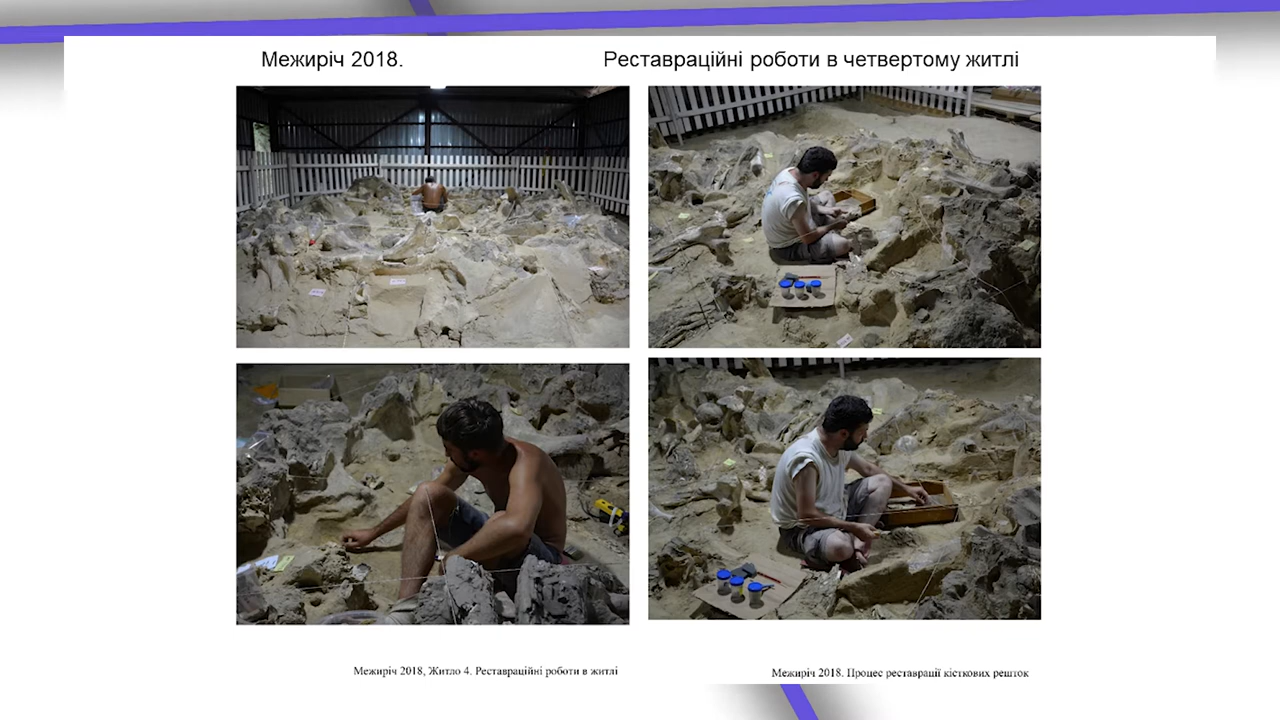 Межиріч 2018.
Реставраційні роботи в четвертому житлі
Межиріч 2018, Житло 4. Реставраційні роботи в житлі
Межиріч 2018. Процес реставрації кісткових решток